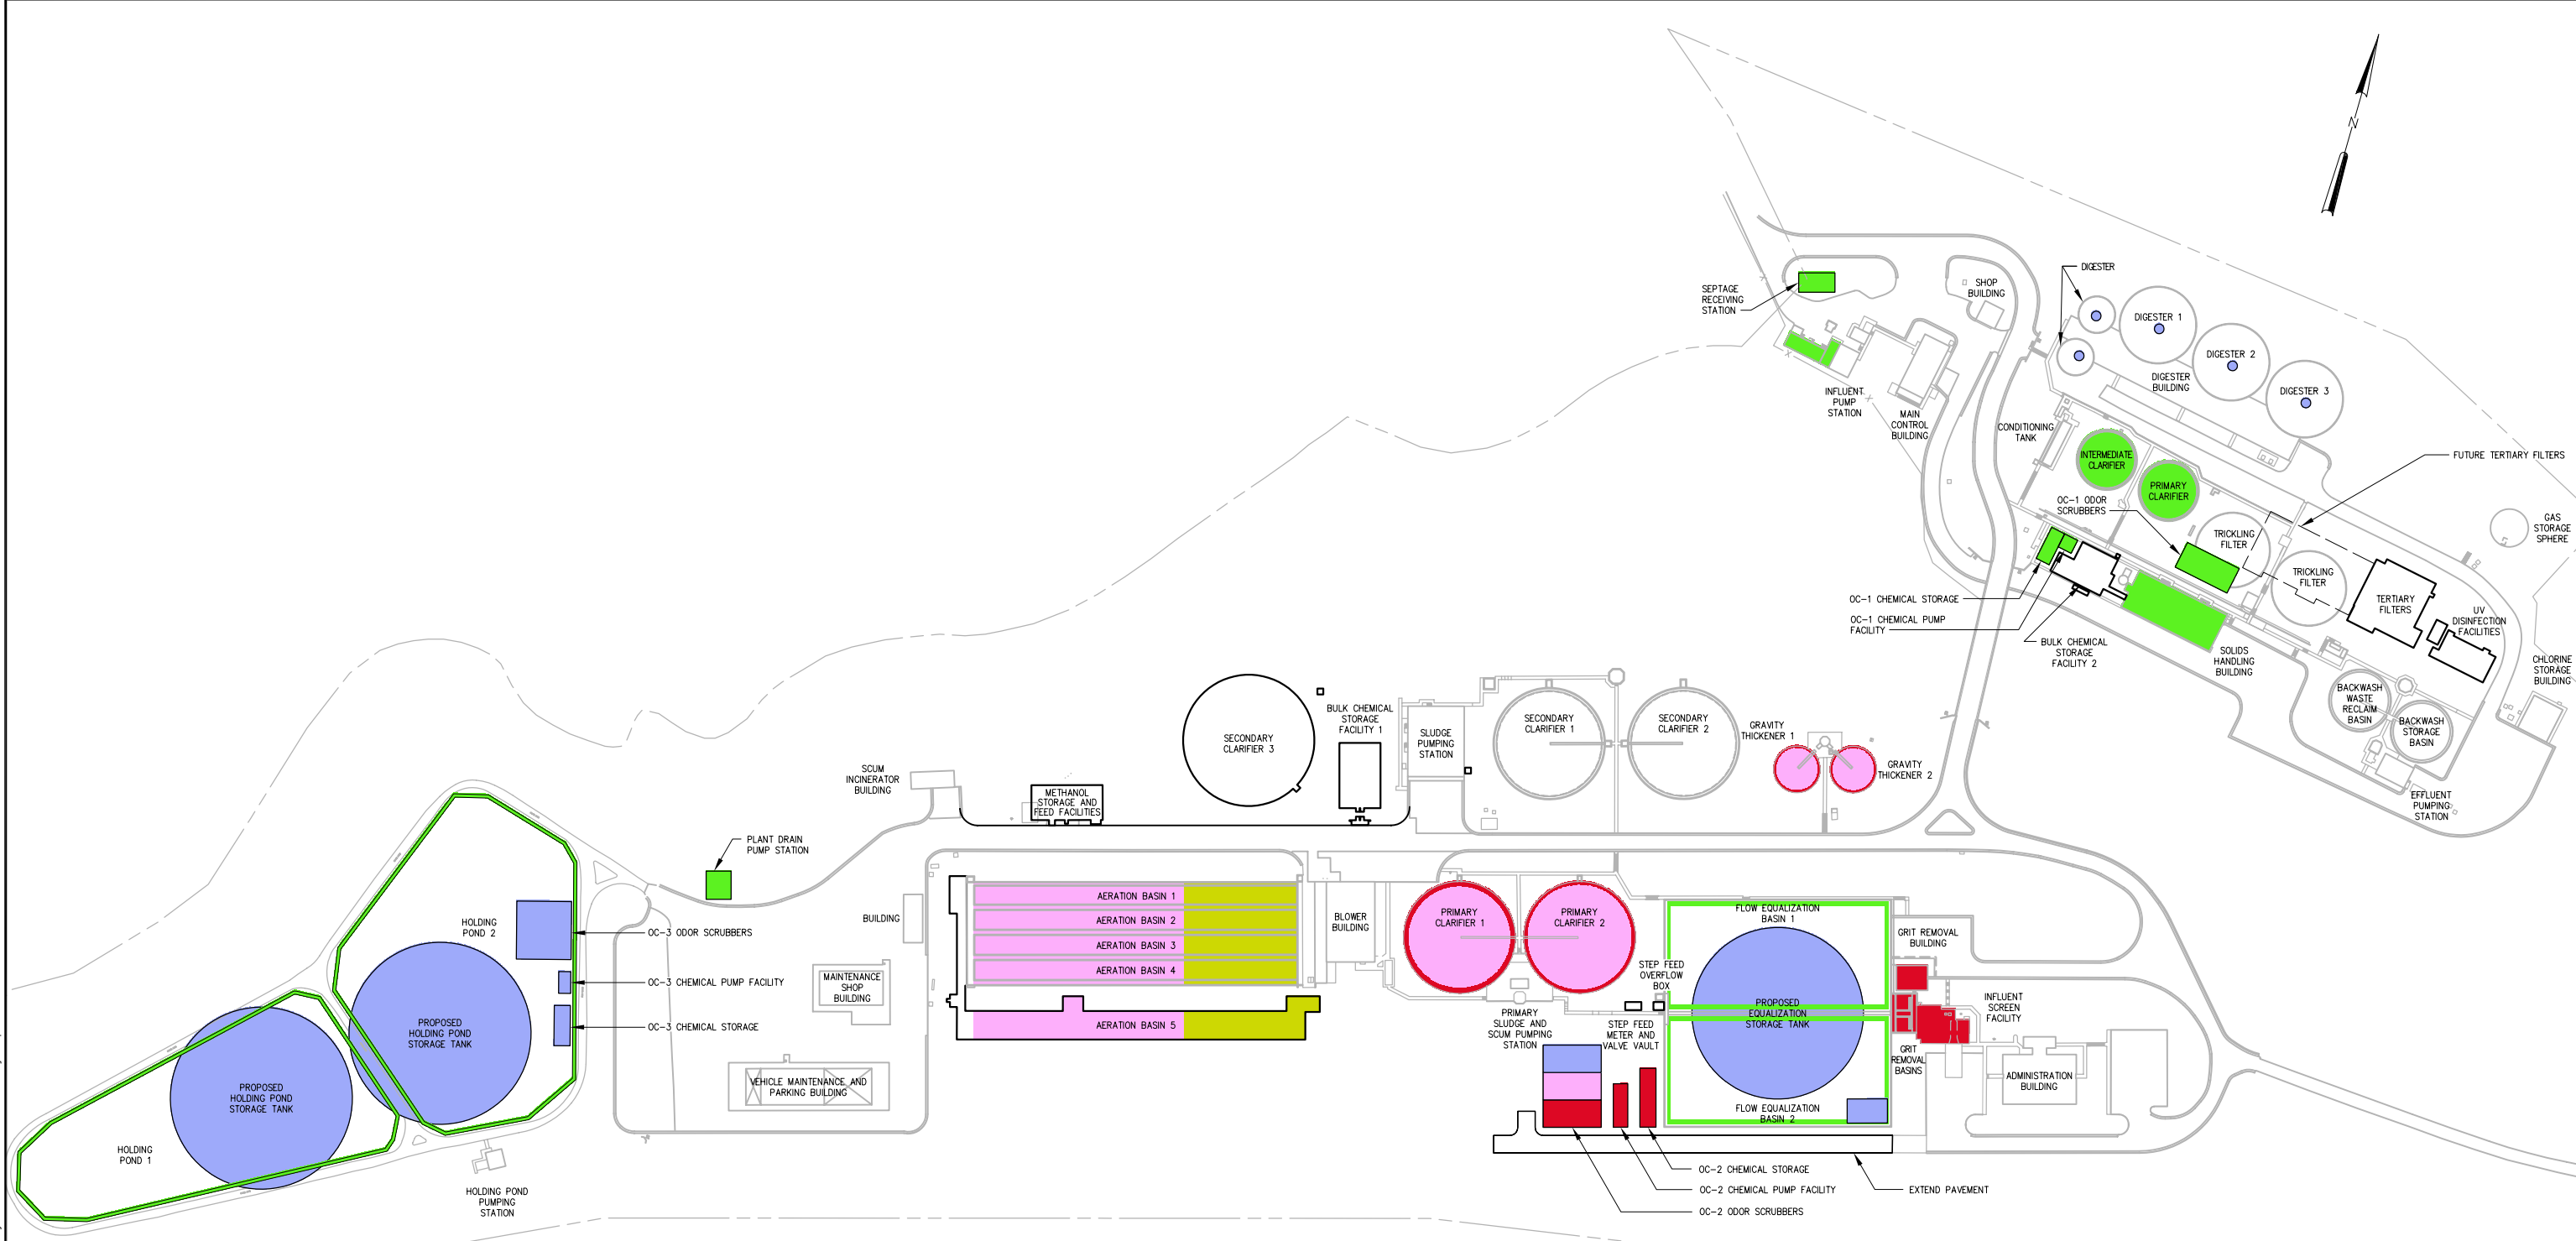 N
DIGESTER
SEPTAGE
RECEIVING
STATION
SHOP
BUILDING
DIGESTER 1
DIGESTER 2
DIGESTER 3
DIGESTER
BUILDING
INFLUENT
PUMP
STATION
MAIN
CONTROL
BUILDING
CONDITIONING
TANK
INTERMEDIATE
CLARIFIER
PRIMARY
CLARIFIER
FUTURE TERTIARY FILTERS
OC-1 ODOR
SCRUBBERS
TRICKLING
FILTER
TRICKLING
FILTER
GAS
STORAGE
SPHERE
TERTIARY
FILTERS
UV
DISINFECTION
FACILITIES
OC-1 CHEMICAL STORAGE
OC-1 CHEMICAL PUMP
FACILITY
BULK CHEMICAL
STORAGE
FACILITY 2
SOLIDS
HANDLING
BUILDING
CHLORINE
STORAGE
BUILDING
BACKWASH
WASTE
RECLAIM
BASIN
BACKWASH
STORAGE
BASIN
EFFLUENT
PUMPING
STATION
SECONDARY
CLARIFIER 3
BULK CHEMICAL
STORAGE
FACILITY 1
SLUDGE
PUMPING
STATION
SECONDARY
CLARIFIER 1
SECONDARY
CLARIFIER 2
GRAVITY
THICKENER 1
GRAVITY
THICKENER 2
SCUM
INCINERATOR
BUILDING
METHANOL
STORAGE AND
FEED FACILITIES
PLANT DRAIN
PUMP STATION
HOLDING
POND 2
OC-3 ODOR SCRUBBERS
OC-3 CHEMICAL PUMP FACILITY
OC-3 CHEMICAL STORAGE
PROPOSED
HOLDING POND
STORAGE TANK
PROPOSED
HOLDING POND
STORAGE TANK
HOLDING
POND 1
HOLDING POND
PUMPING
STATION
BUILDING
MAINTENANCE
SHOP
BUILDING
VEHICLE MAINTENANCE AND
PARKING BUILDING
AERATION BASIN 1
AERATION BASIN 2
AERATION BASIN 3
AERATION BASIN 4
AERATION BASIN 5
BLOWER
BUILDING
PRIMARY
CLARIFIER 1
PRIMARY
CLARIFIER 2
PRIMARY
SLUDGE AND
SCUM PUMPING
STATION
STEP FEED
OVERFLOW
BOX
STEP FEED
METER AND
VALVE VAULT
FLOW EQUALIZATION
BASIN 1
PROPOSED
EQUALIZATION
STORAGE TANK
FLOW EQUALIZATION
BASIN 2
GRIT REMOVAL
BUILDING
INFLUENT
SCREEN
FACILITY
GRIT
REMOVAL
BASINS
ADMINISTRATION
BUILDING
OC-2 CHEMICAL STORAGE
OC-2 CHEMICAL PUMP FACILITY
OC-2 ODOR SCRUBBERS
EXTEND PAVEMENT